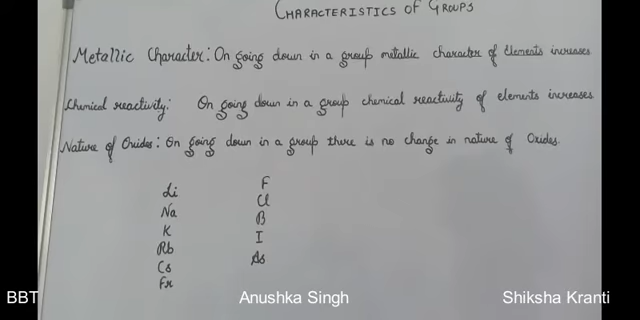 CHARACTERISTICS OF GROUPS
Metallic Character: On going down in a group metallic character of elements increases
Chemical reactivity: On going down in a group chemical reactivity of elements increases
Nature of Oxides: On going down in a group there is no change in nature of Oxides.
Li F
Na Cl
K B
Rb I
Cs As
Fr
BBT Anushka Singh Shiksha Kranti